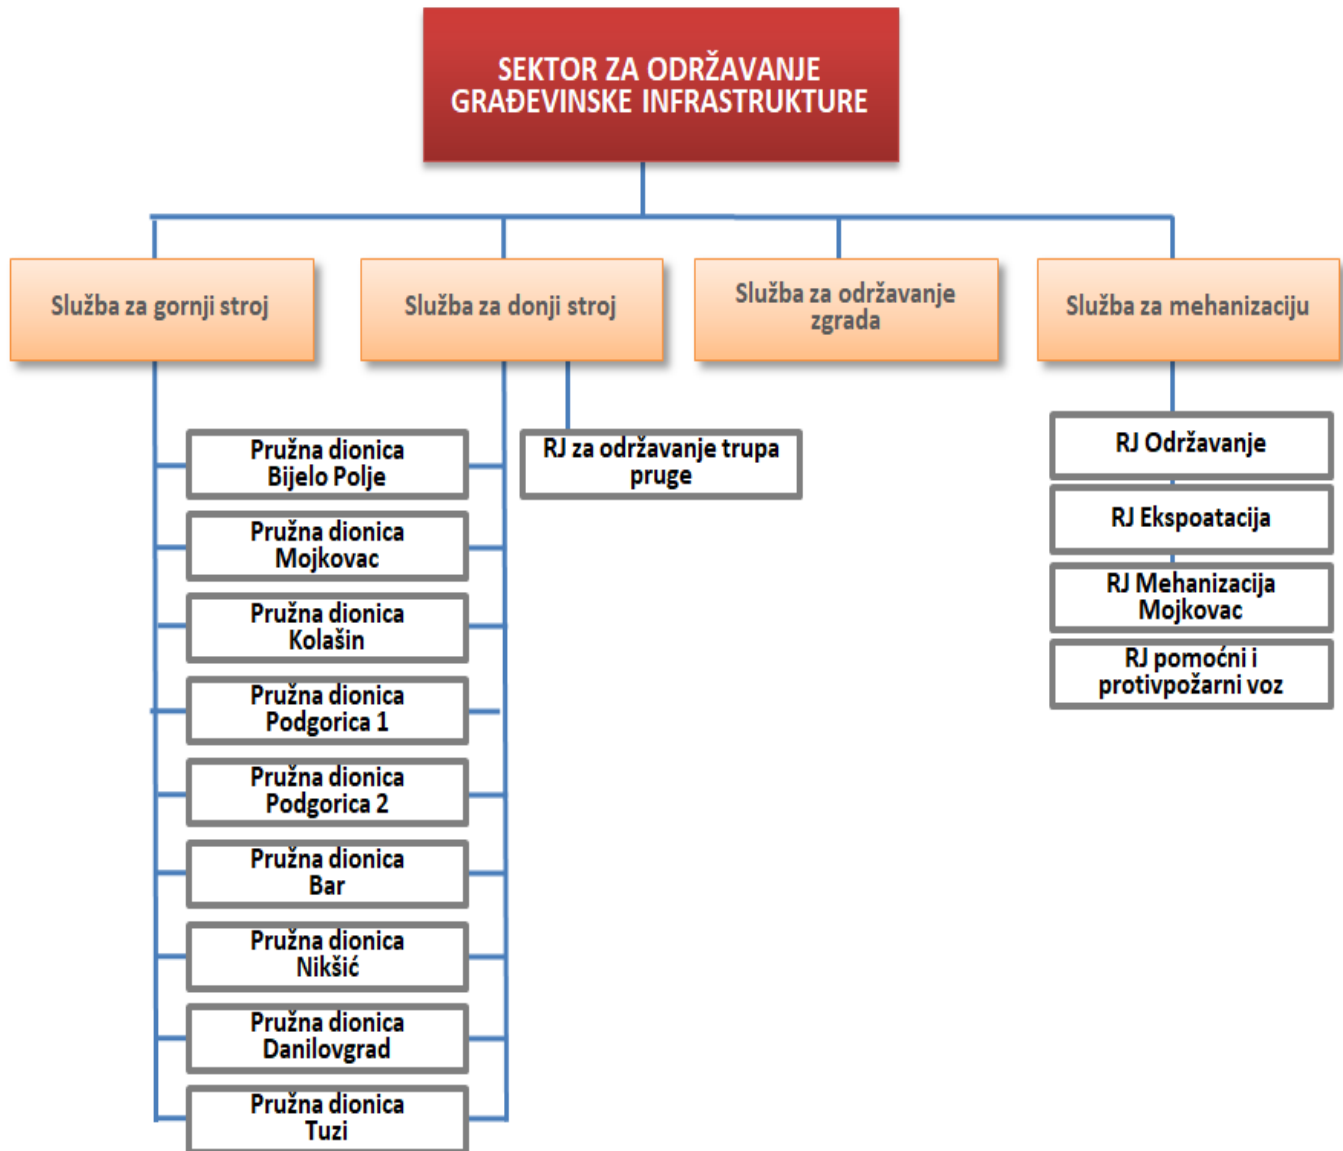 SEKTOR ZA ODRŽAVANJE
GRAĐEVINSKE INFRASTRUKTURE
Služba za gornji stroj
Služba za donji stroj
Služba za održavanje
zgrada
Služba za mehanizaciju
Pružna dionica
Bijelo Polje
Pružna dionica
Mojkovac
Pružna dionica
Kolašin
Pružna dionica
Podgorica 1
Pružna dionica
Podgorica 2
Pružna dionica
Bar
Pružna dionica
Nikšić
Pružna dionica
Danilovgrad
Pružna dionica
Tuzi
RJ za održavanje trupa
pruge
RJ Održavanje
RJ Ekspoatacija
RJ Mehanizacija
Mojkovac
RJ pomoćni i
protivpožarni voz